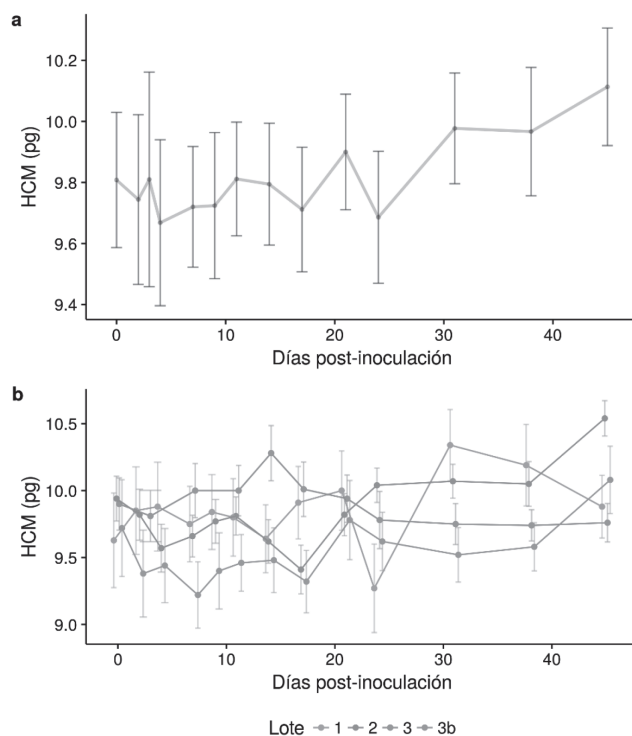 a
10.2
10.0
9.8
9.6
9.4
HCM (pg)
0 10 20 30 40
Días post-inoculación
b
10.5
10.0
9.5
9.0
HCM (pg)
0 10 20 30 40
Días post-inoculación
Lote 1 2 3 3b